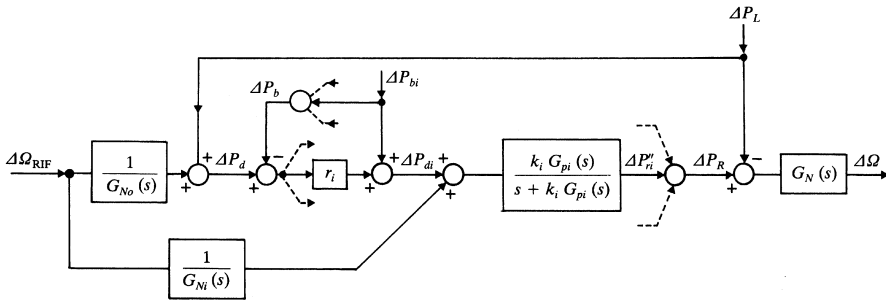 ΔP_L
ΔP_b
ΔP_bi
ΔΩ_RIF
1
G_No (s)
+
+
ΔP_d
−
+
r_i
+
+
ΔP_di
+
+
k_i G_pi (s)
s + k_i G_pi (s)
ΔP''_ri
ΔP_R
−
+
G_N (s)
ΔΩ
1
G_Ni (s)